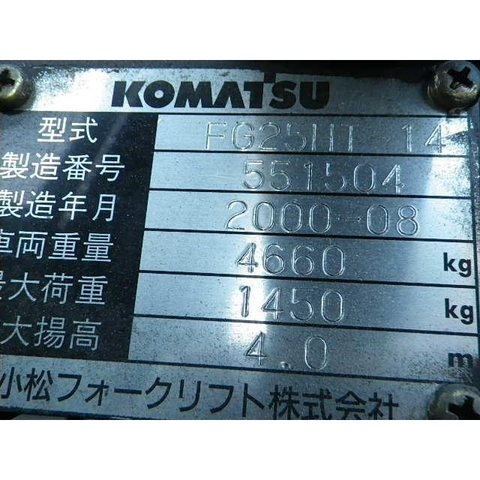 KOMATSU
型式 FG25HT 14
製造番号 551504
製造年月 2000-08
車両重量 4660 kg
最大荷重 1450 kg
大揚高 4.0 m
小松フォークリフト株式会社